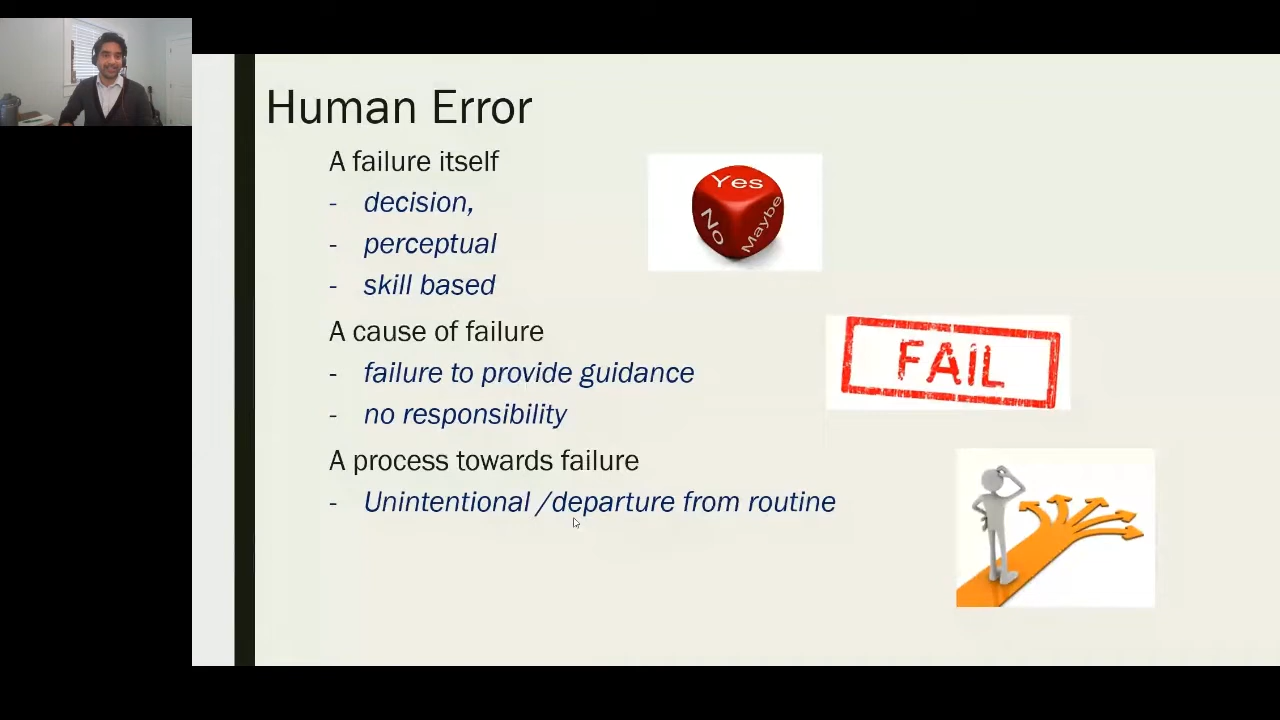 Human Error
A failure itself
- decision,
- perceptual
- skill based
A cause of failure
- failure to provide guidance
- no responsibility
A process towards failure
- Unintentional /departure from routine
Yes
No
Maybe
FAIL